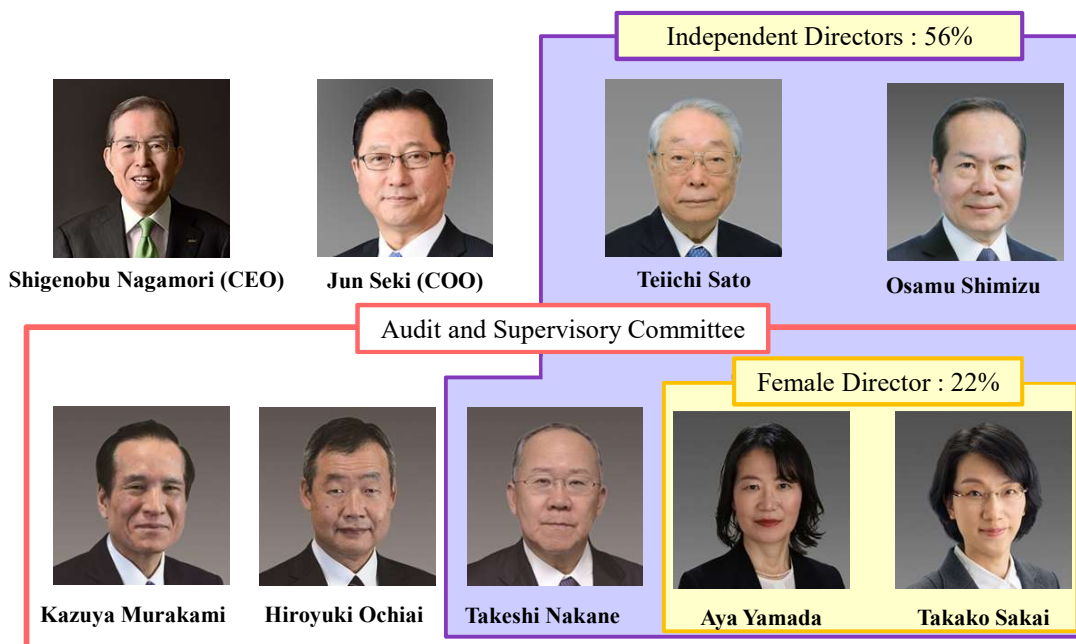 Independent Directors : 56%
Shigenobu Nagamori (CEO)
Jun Seki (COO)
Teiichi Sato
Osamu Shimizu
Audit and Supervisory Committee
Female Director : 22%
Kazuya Murakami
Hiroyuki Ochiai
Takeshi Nakane
Aya Yamada
Takako Sakai